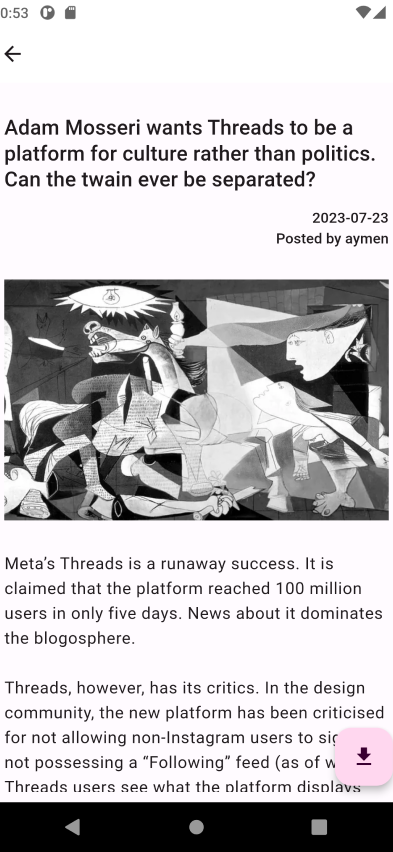 0:53
Adam Mosseri wants Threads to be a
platform for culture rather than politics.
Can the twain ever be separated?
2023-07-23
Posted by aymen
Meta’s Threads is a runaway success. It is
claimed that the platform reached 100 million
users in only five days. News about it dominates
the blogosphere.
Threads, however, has its critics. In the design
community, the new platform has been criticised
for not allowing non-Instagram users to
not possessing a “Following” feed (as of
Threads users see what the platform displays